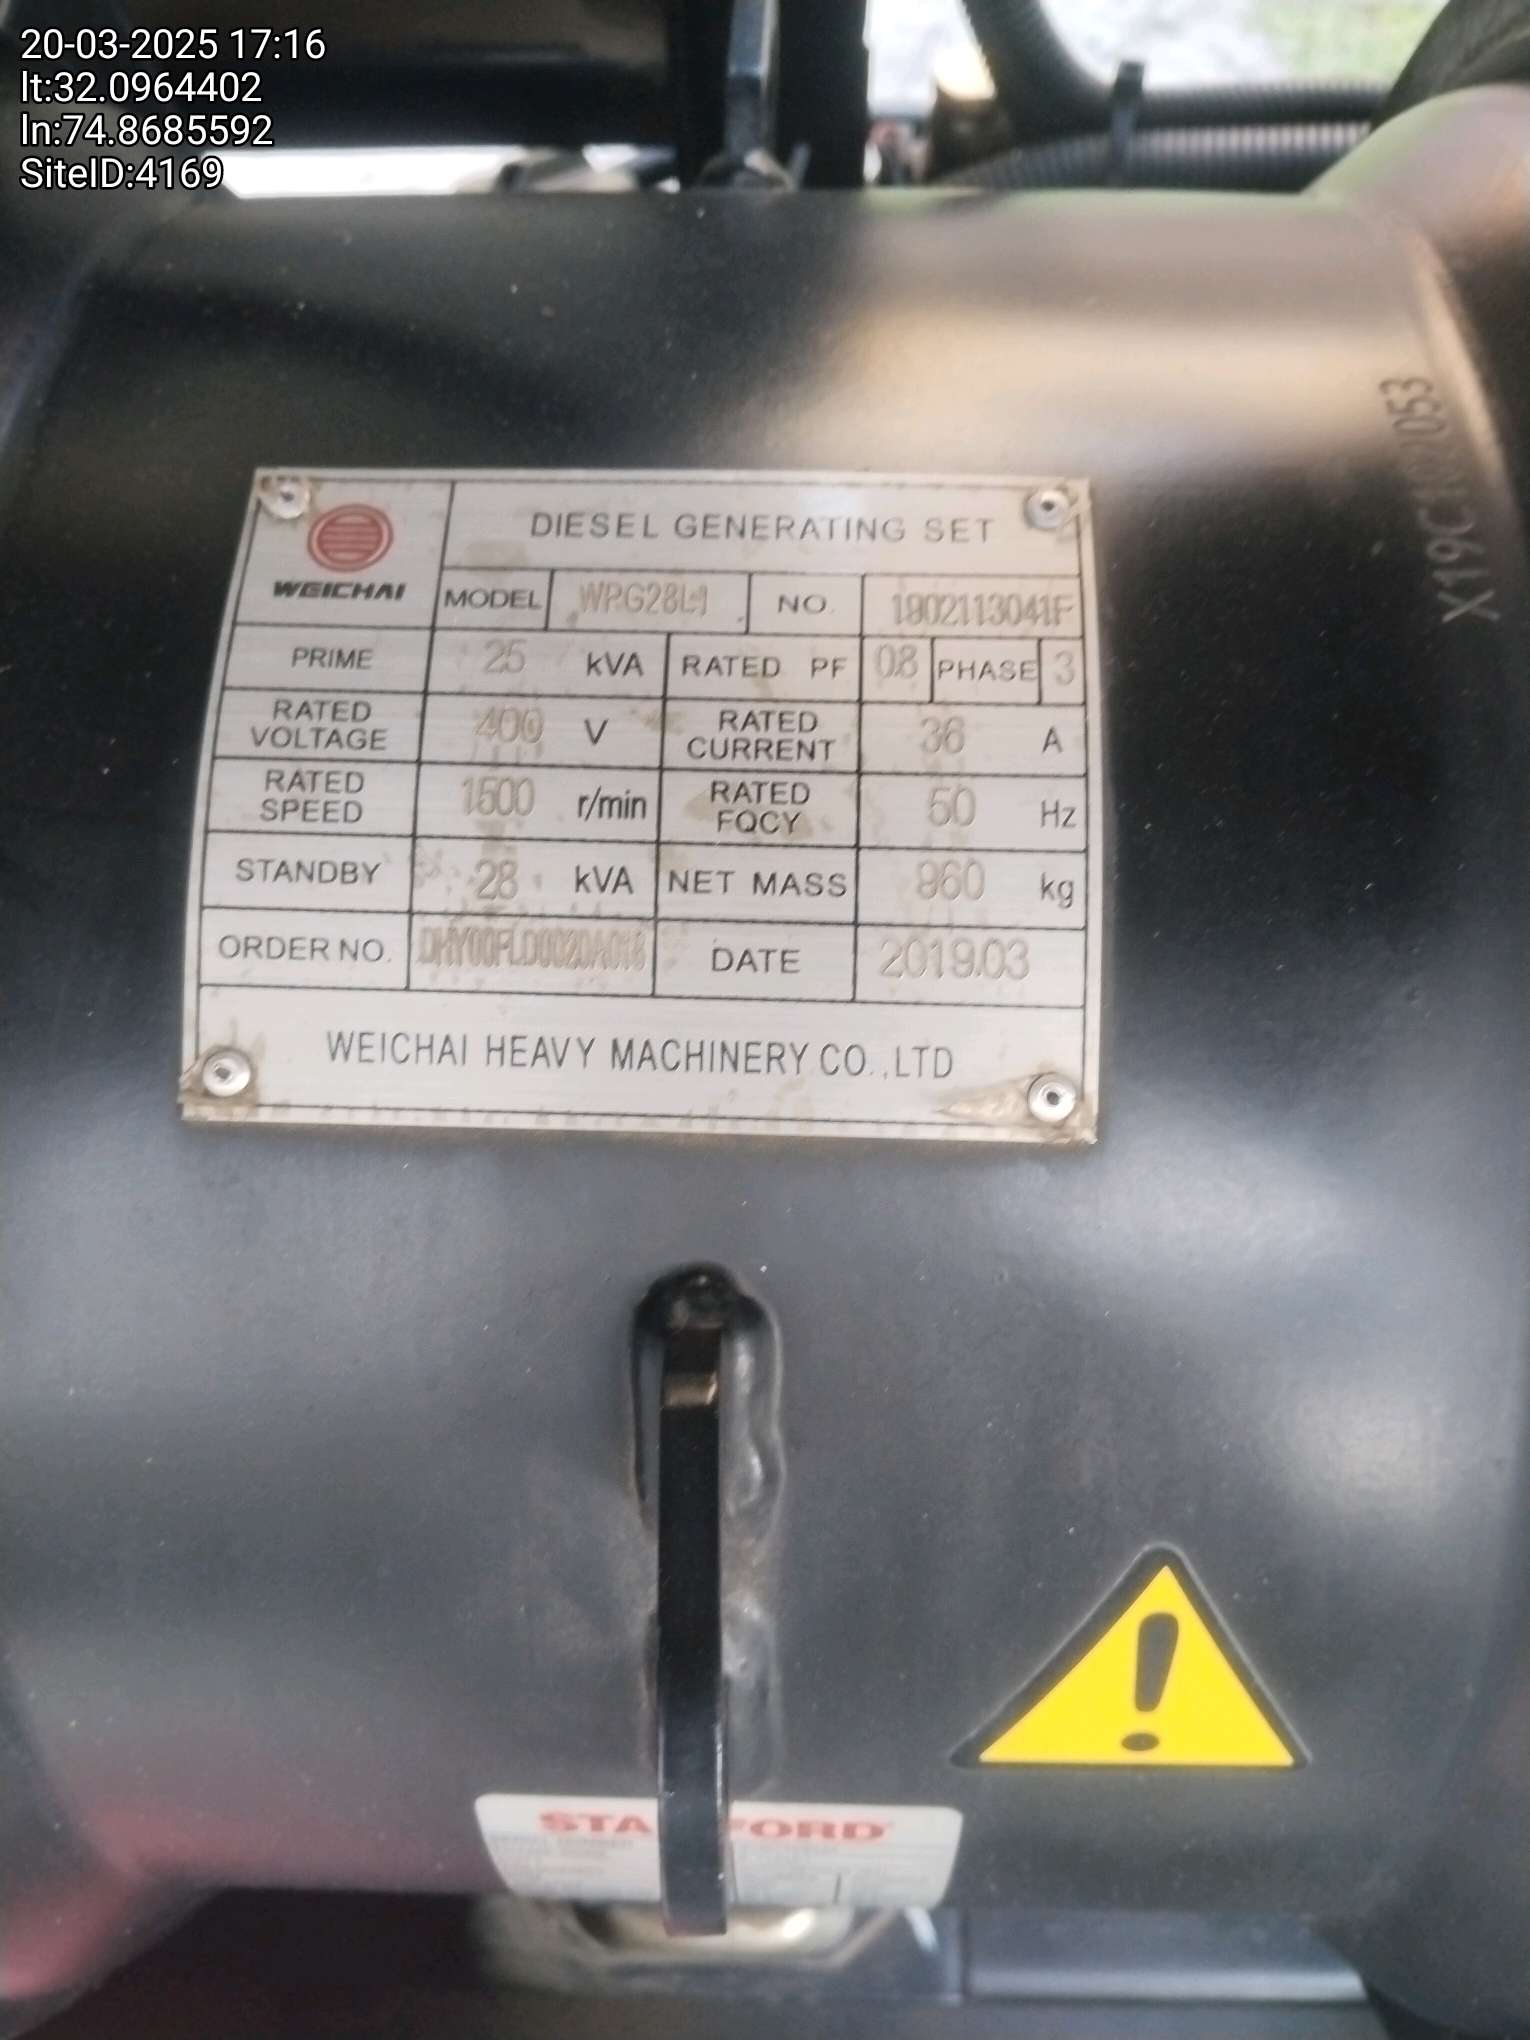 20-03-2025 17:16
lt:32.0964402
ln:74.8685592
SiteID:4169
WEICHAI
DIESEL GENERATING SET
MODEL WPG28L1 NO. 1902113041F
PRIME 25 kVA RATED PF 0.8 PHASE 3
RATED VOLTAGE 400 V RATED CURRENT 36 A
RATED SPEED 1500 r/min RATED FQCY 50 Hz
STANDBY 28 kVA NET MASS 960 kg
ORDER NO. DATE 2019.03
WEICHAI HEAVY MACHINERY CO.,LTD